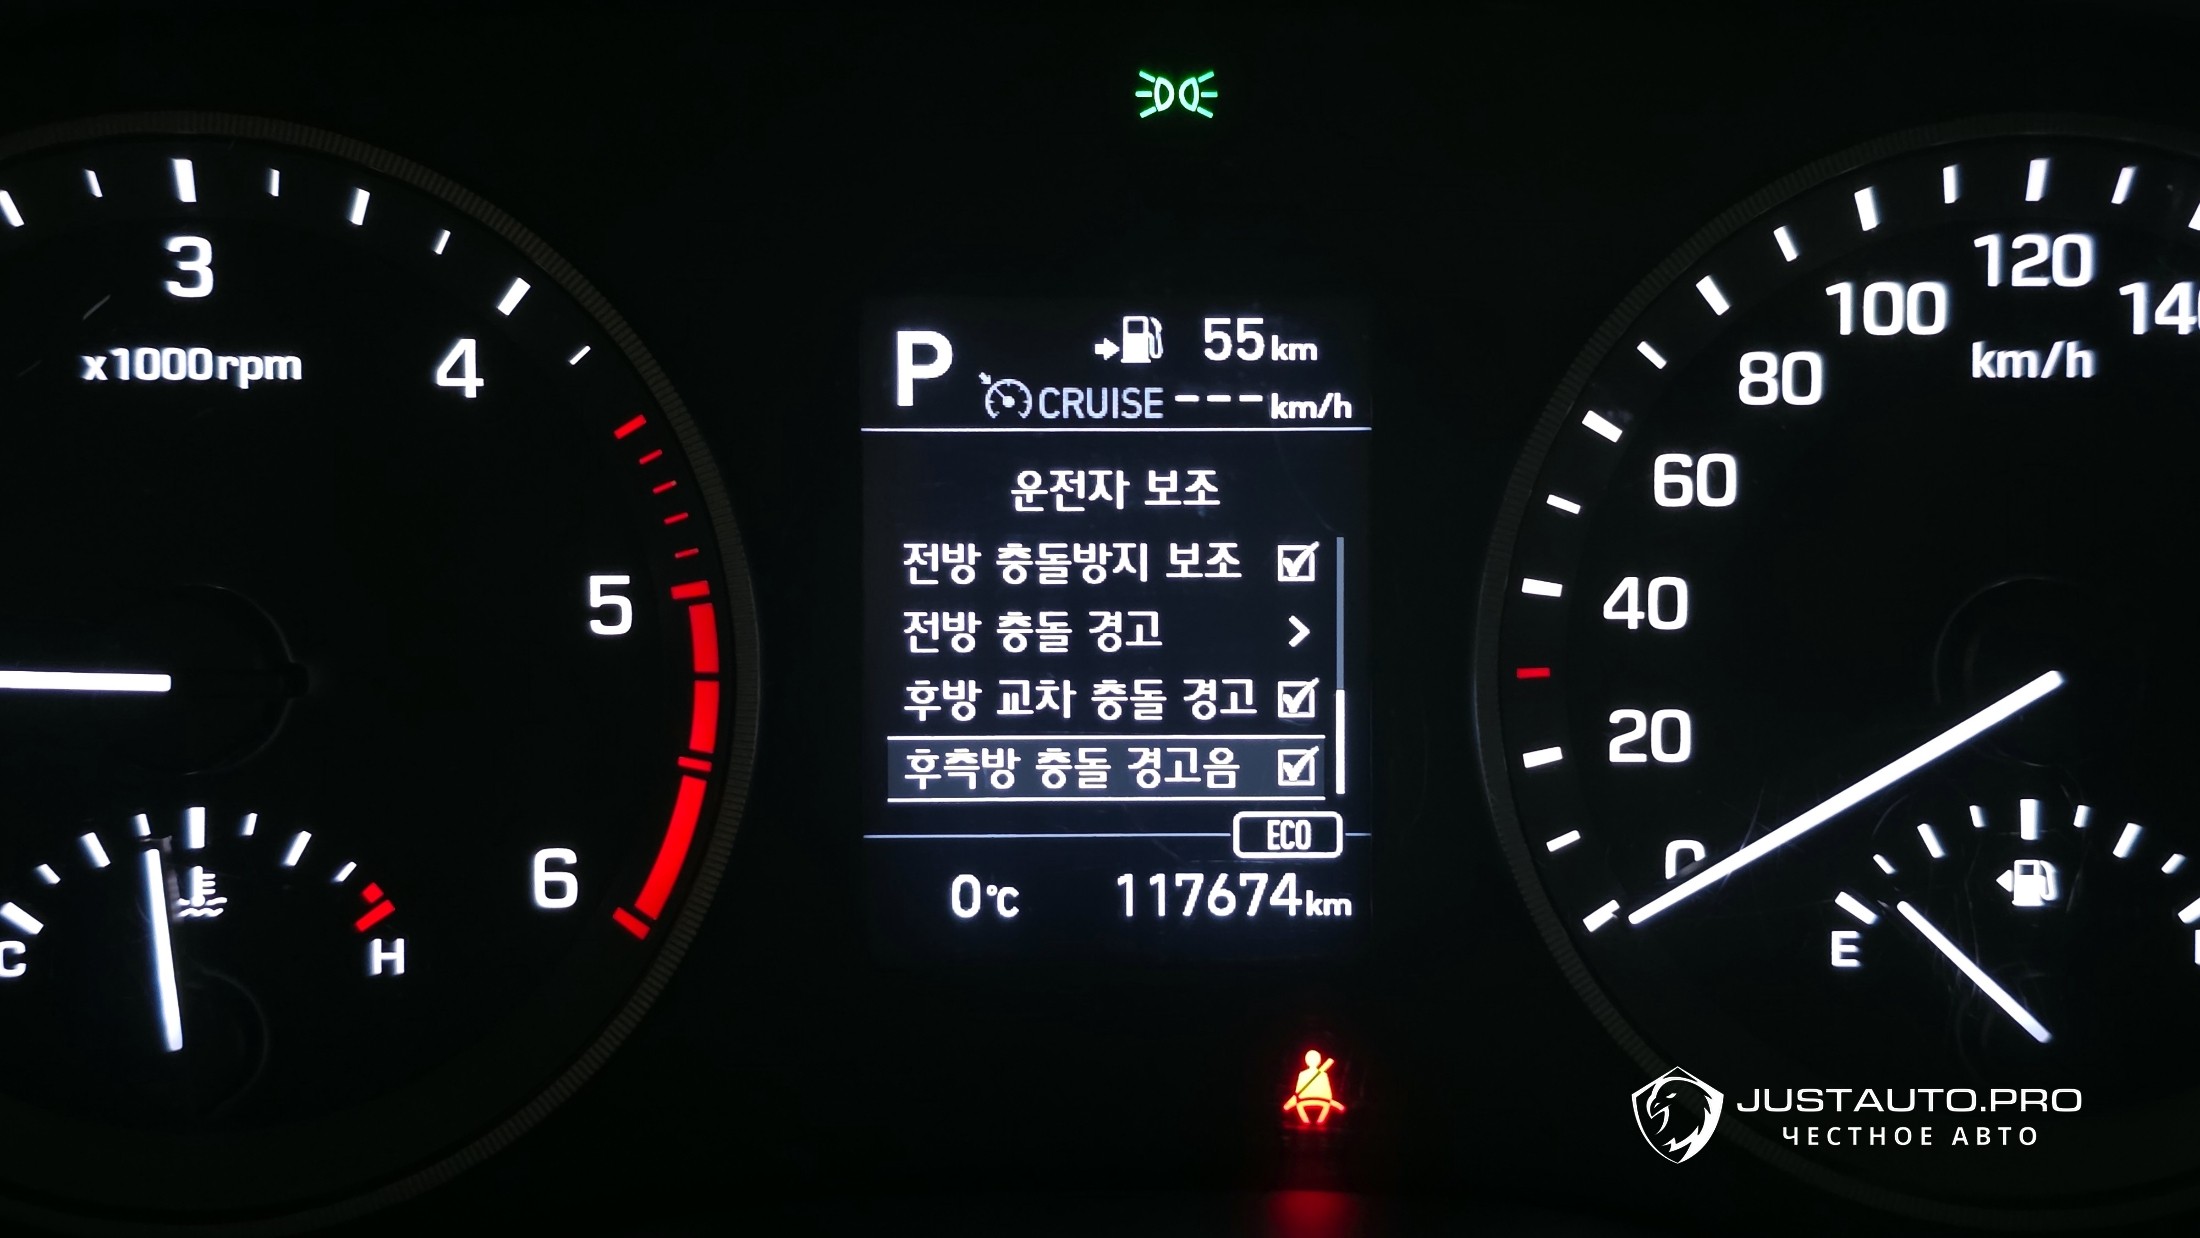 3
x1000rpm
4
5
6
C
H
P
55km
CRUISE ---km/h
운전자 보조
전방 충돌방지 보조
전방 충돌 경고 >
후방 교차 충돌 경고
후측방 충돌 경고음
ECO
0°C
117674km
0
20
40
60
80
100
120
km/h
E
JUSTAUTO.PRO
ЧЕСТНОЕ АВТО